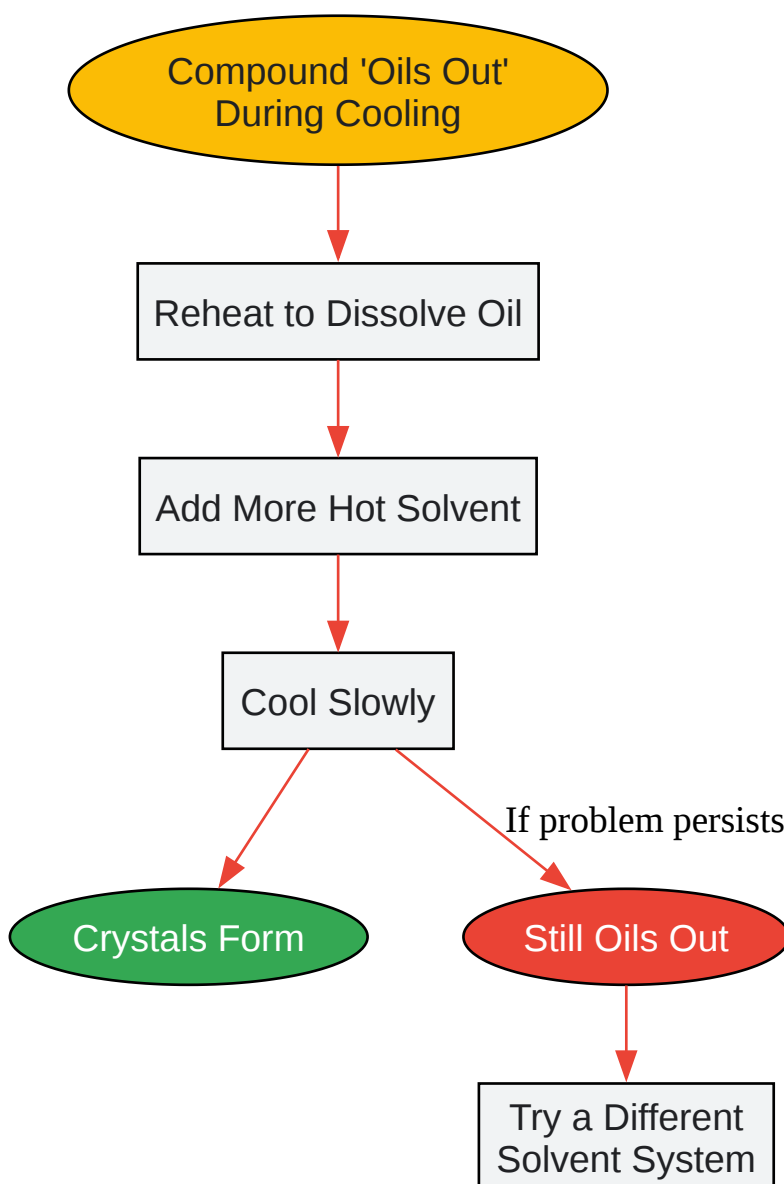 Compound 'Oils Out'
During Cooling
Reheat to Dissolve Oil
Add More Hot Solvent
Cool Slowly
If problem persists
Crystals Form
Still Oils Out
Try a Different
Solvent System